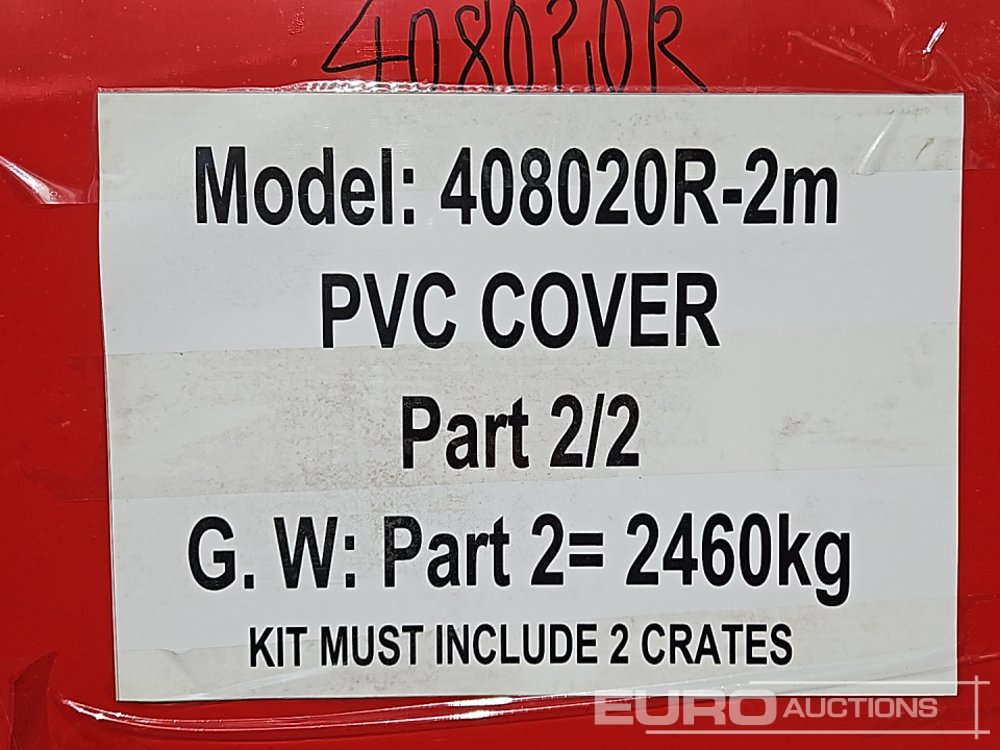 408020R
Model: 408020R-2m
PVC COVER
Part 2/2
G. W: Part 2= 2460kg
KIT MUST INCLUDE 2 CRATES
EURO AUCTIONS